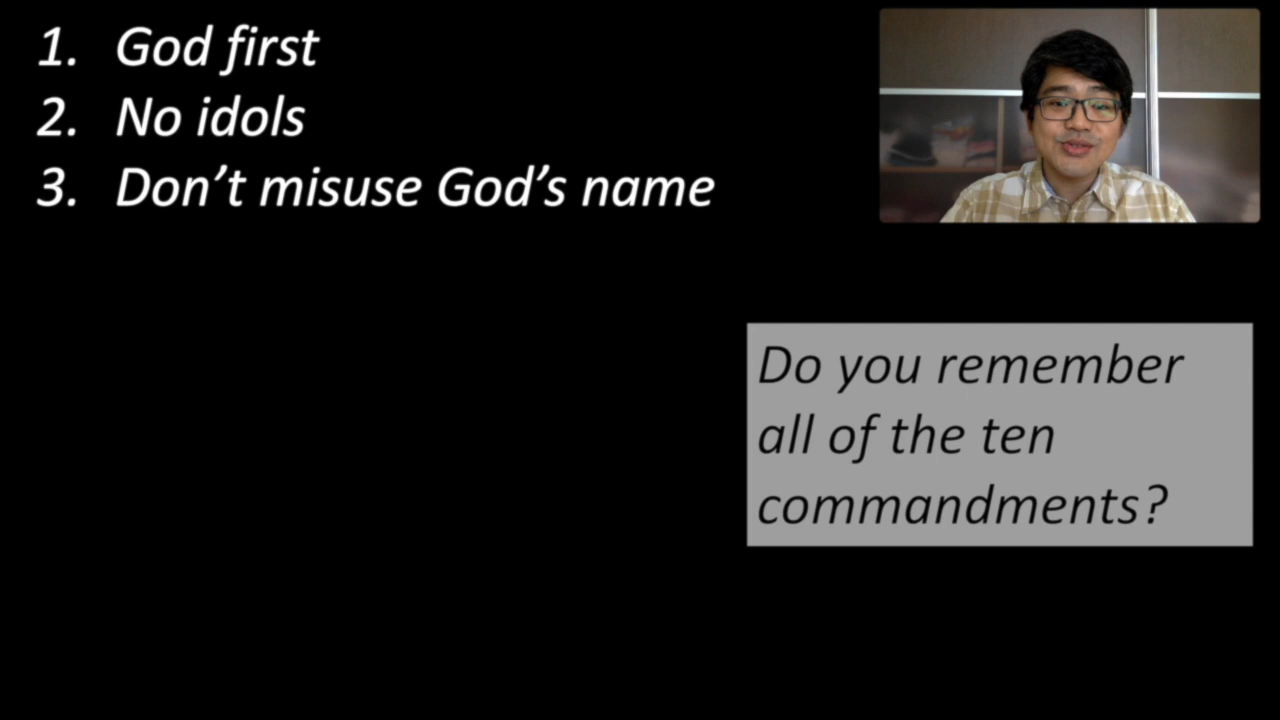 1. God first
2. No idols
3. Don’t misuse God’s name
Do you remember
all of the ten
commandments?